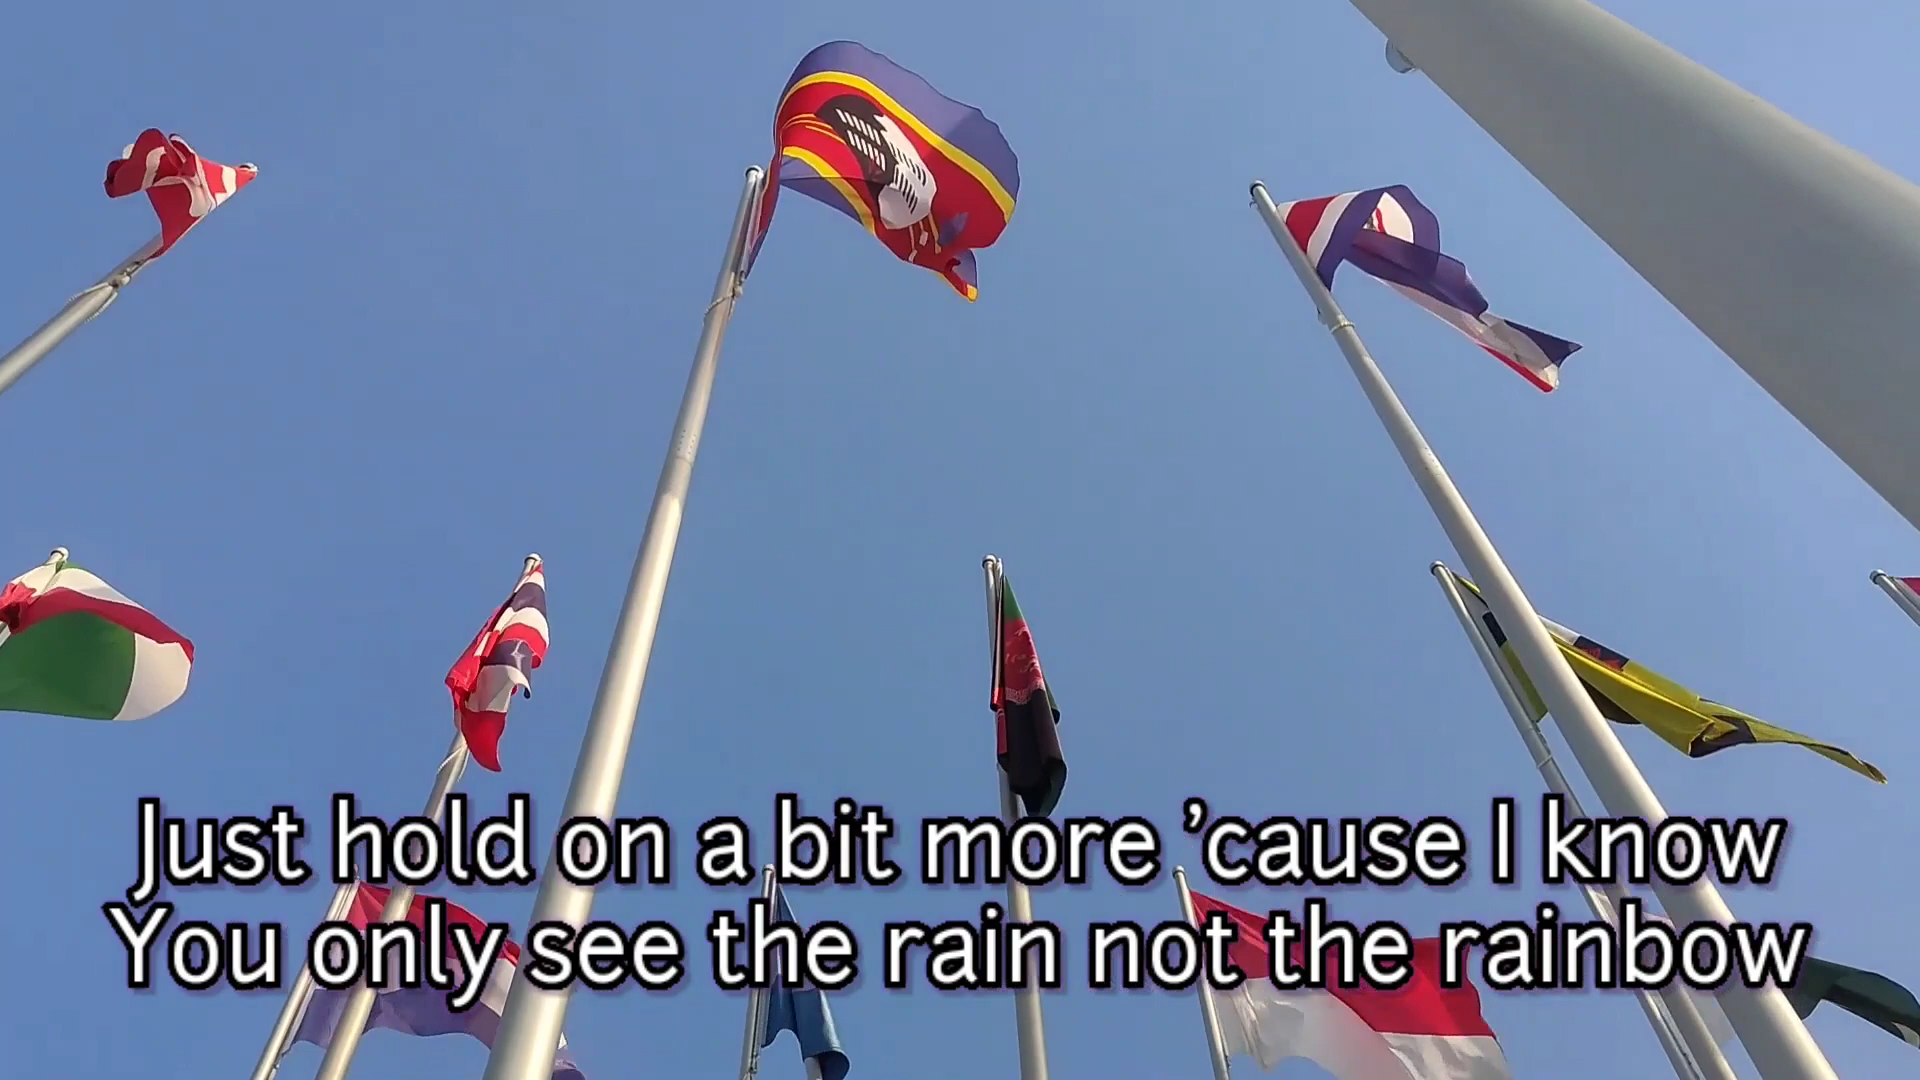 Just hold on a bit more ’cause I know
You only see the rain not the rainbow